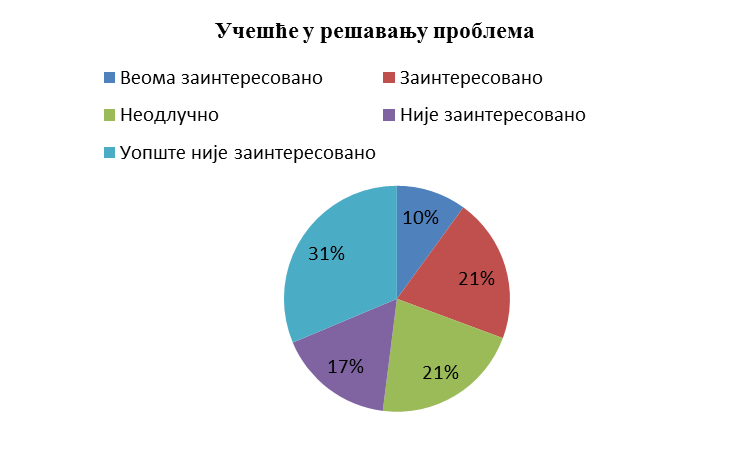 Учешће у решавању проблема
Веома заинтересовано
Заинтересовано
Неодлучно
Није заинтересовано
Уопште није заинтересовано
10%
21%
21%
17%
31%